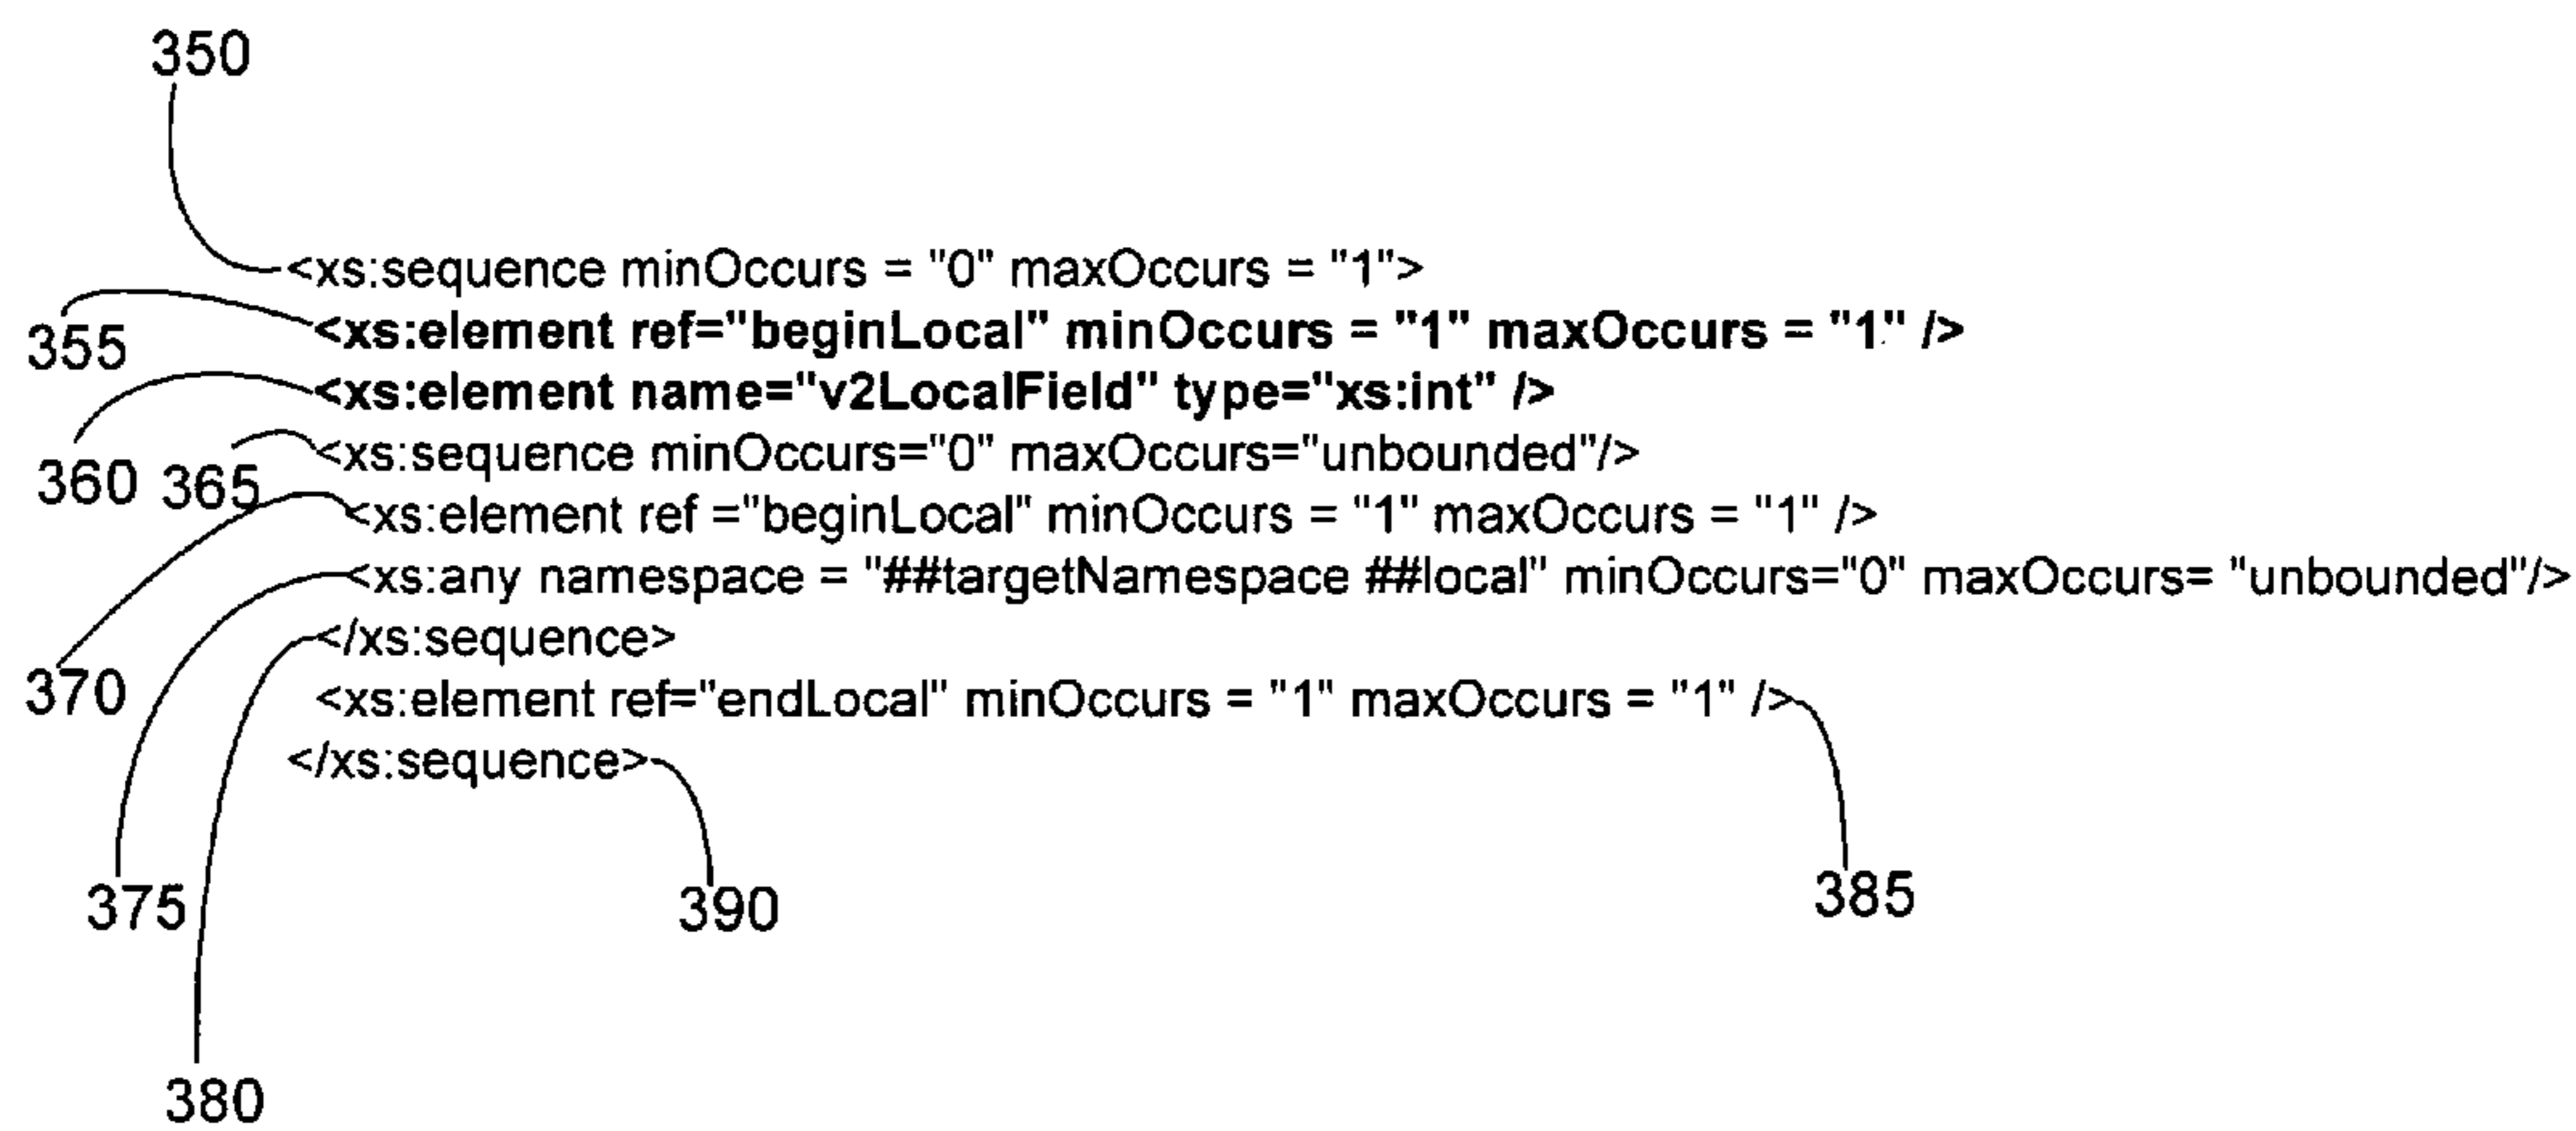 350
<xs:sequence minOccurs = "0" maxOccurs = "1">
355
<xs:element ref="beginLocal" minOccurs = "1" maxOccurs = "1" />
<xs:element name="v2LocalField" type="xs:int" />
360
365
<xs:sequence minOccurs="0" maxOccurs="unbounded"/>
<xs:element ref ="beginLocal" minOccurs = "1" maxOccurs = "1" />
<xs:any namespace = "##targetNamespace ##local" minOccurs="0" maxOccurs= "unbounded"/>
</xs:sequence>
370
<xs:element ref="endLocal" minOccurs = "1" maxOccurs = "1" />
</xs:sequence>
375
390
385
380